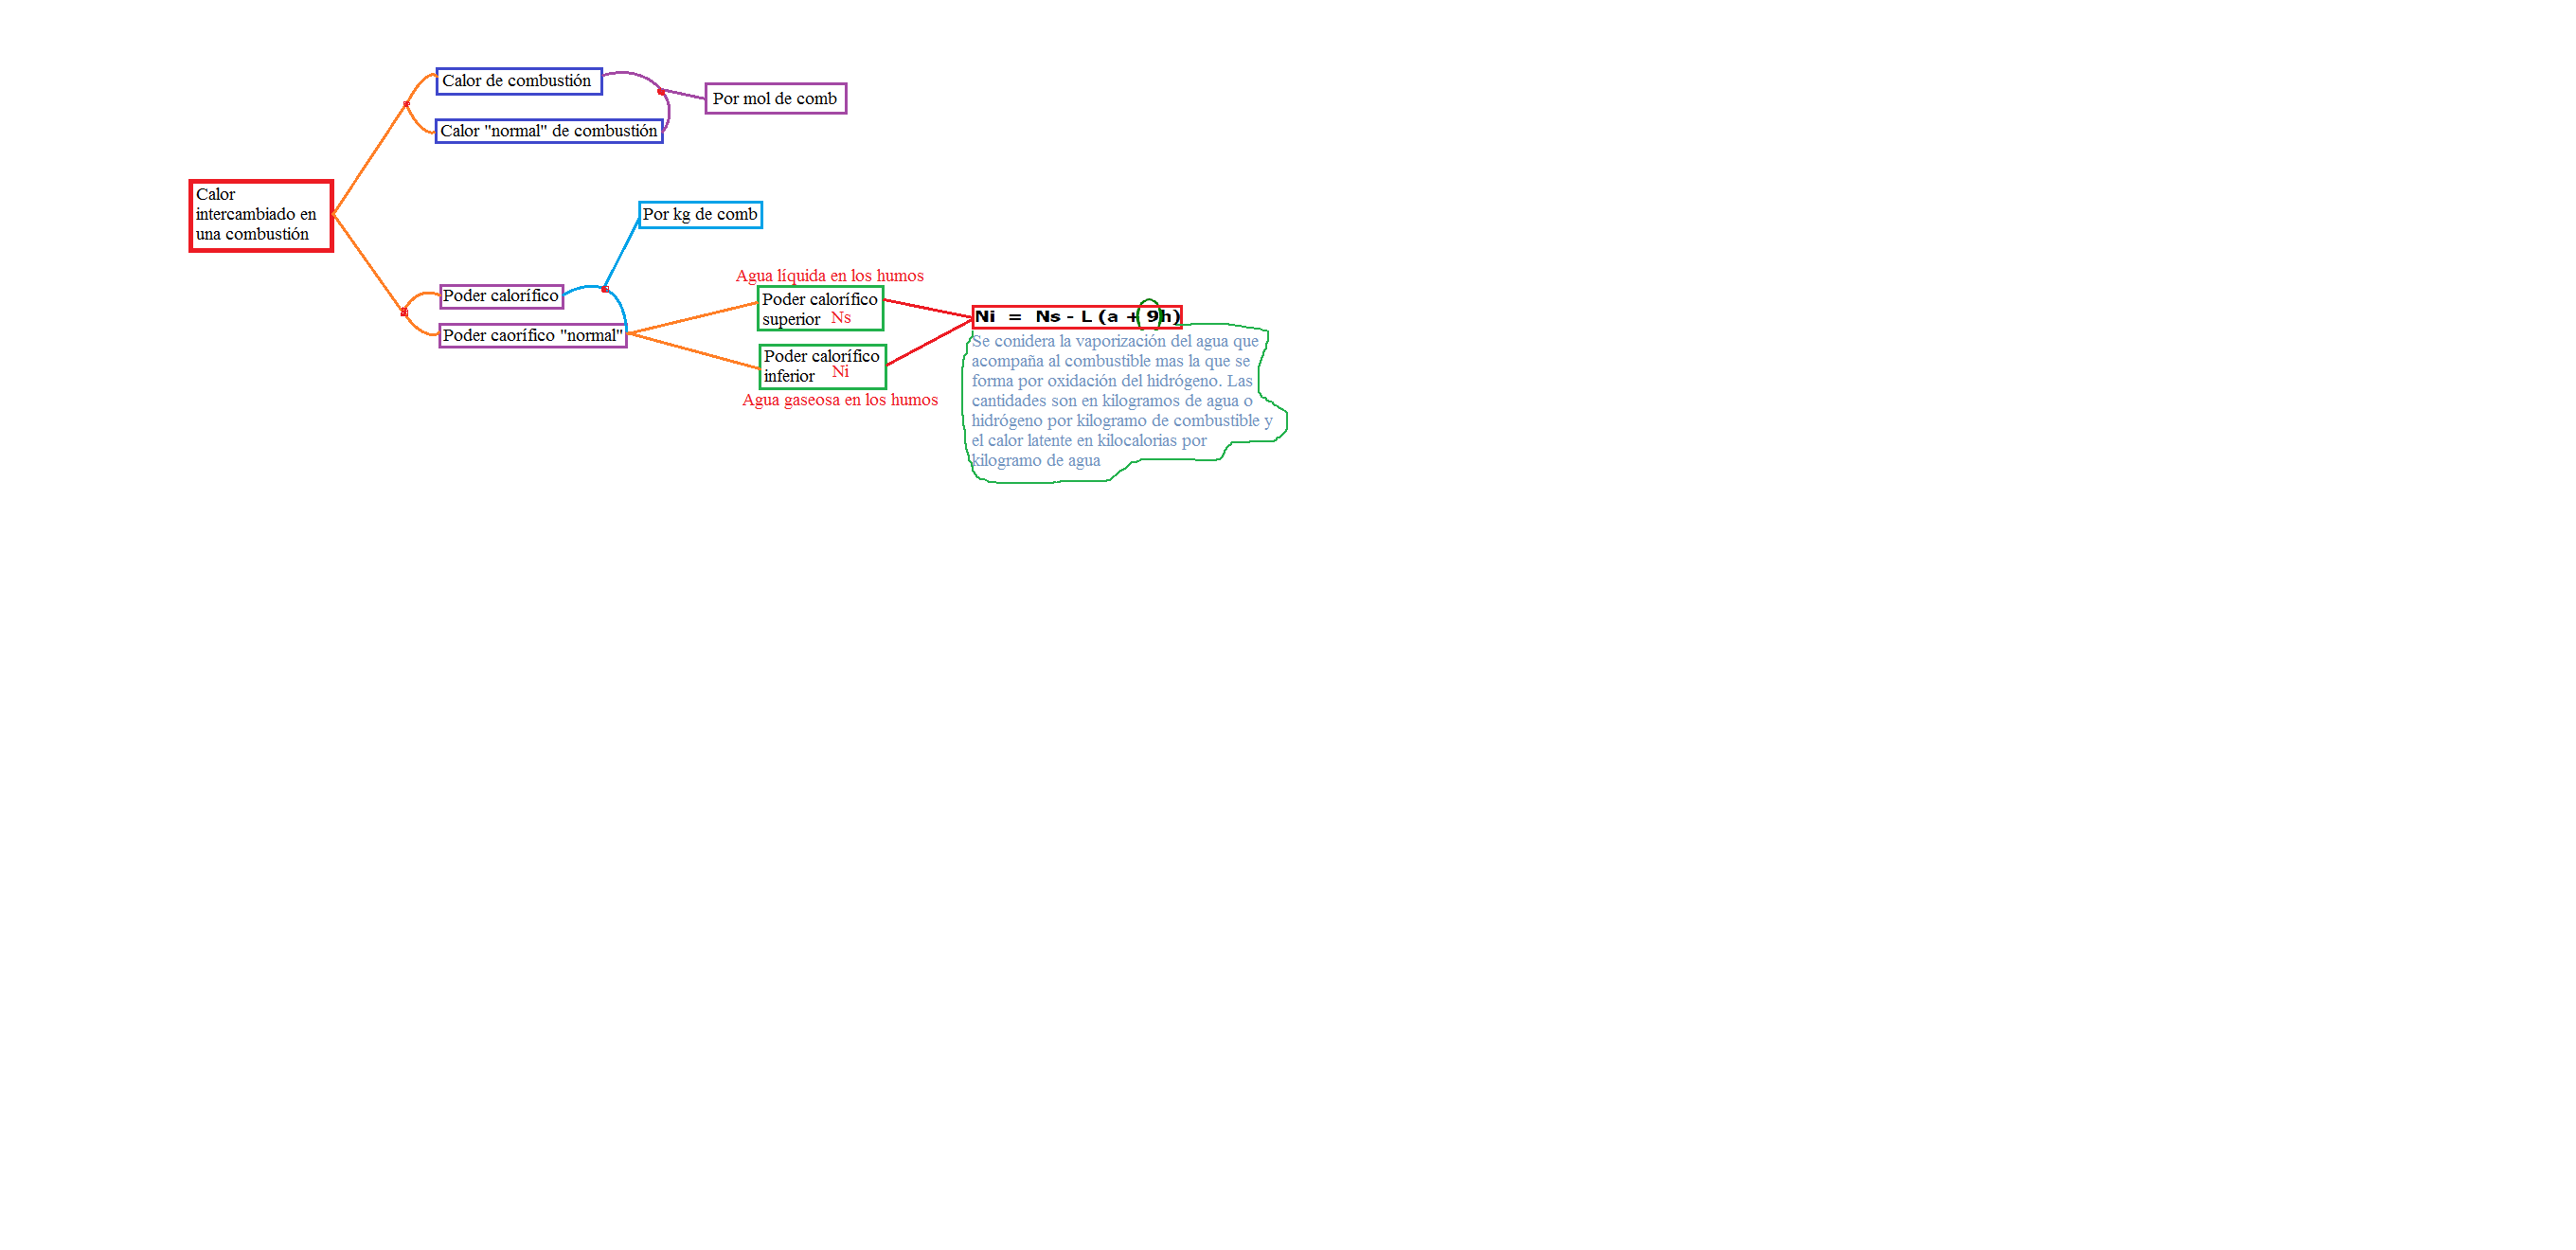 Calor de combustión
Por mol de comb
Calor "normal" de combustión
Calor
intercambiado en
una combustión
Por kg de comb
Agua líquida en los humos
Poder calorífico
Poder caorífico "normal"
Poder calorífico
superior Ns
Poder calorífico
inferior Ni
Agua gaseosa en los humos
Ni = Ns - L (a + 9h)
Se conidera la vaporización del agua que
acompaña al combustible mas la que se
forma por oxidación del hidrógeno. Las
cantidades son en kilogramos de agua o
hidrógeno por kilogramo de combustible y
el calor latente en kilocalorias por
kilogramo de agua